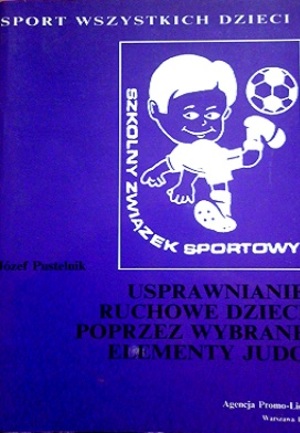 SPORT WSZYSTKICH DZIECI
SZKOLNY ZWIĄZEK SPORTOWY
Józef Pustelnik
USPRAWNIANIE
RUCHOWE DZIECI
POPRZEZ WYBRANE
ELEMENTY JUDO
Agencja
Warszawa